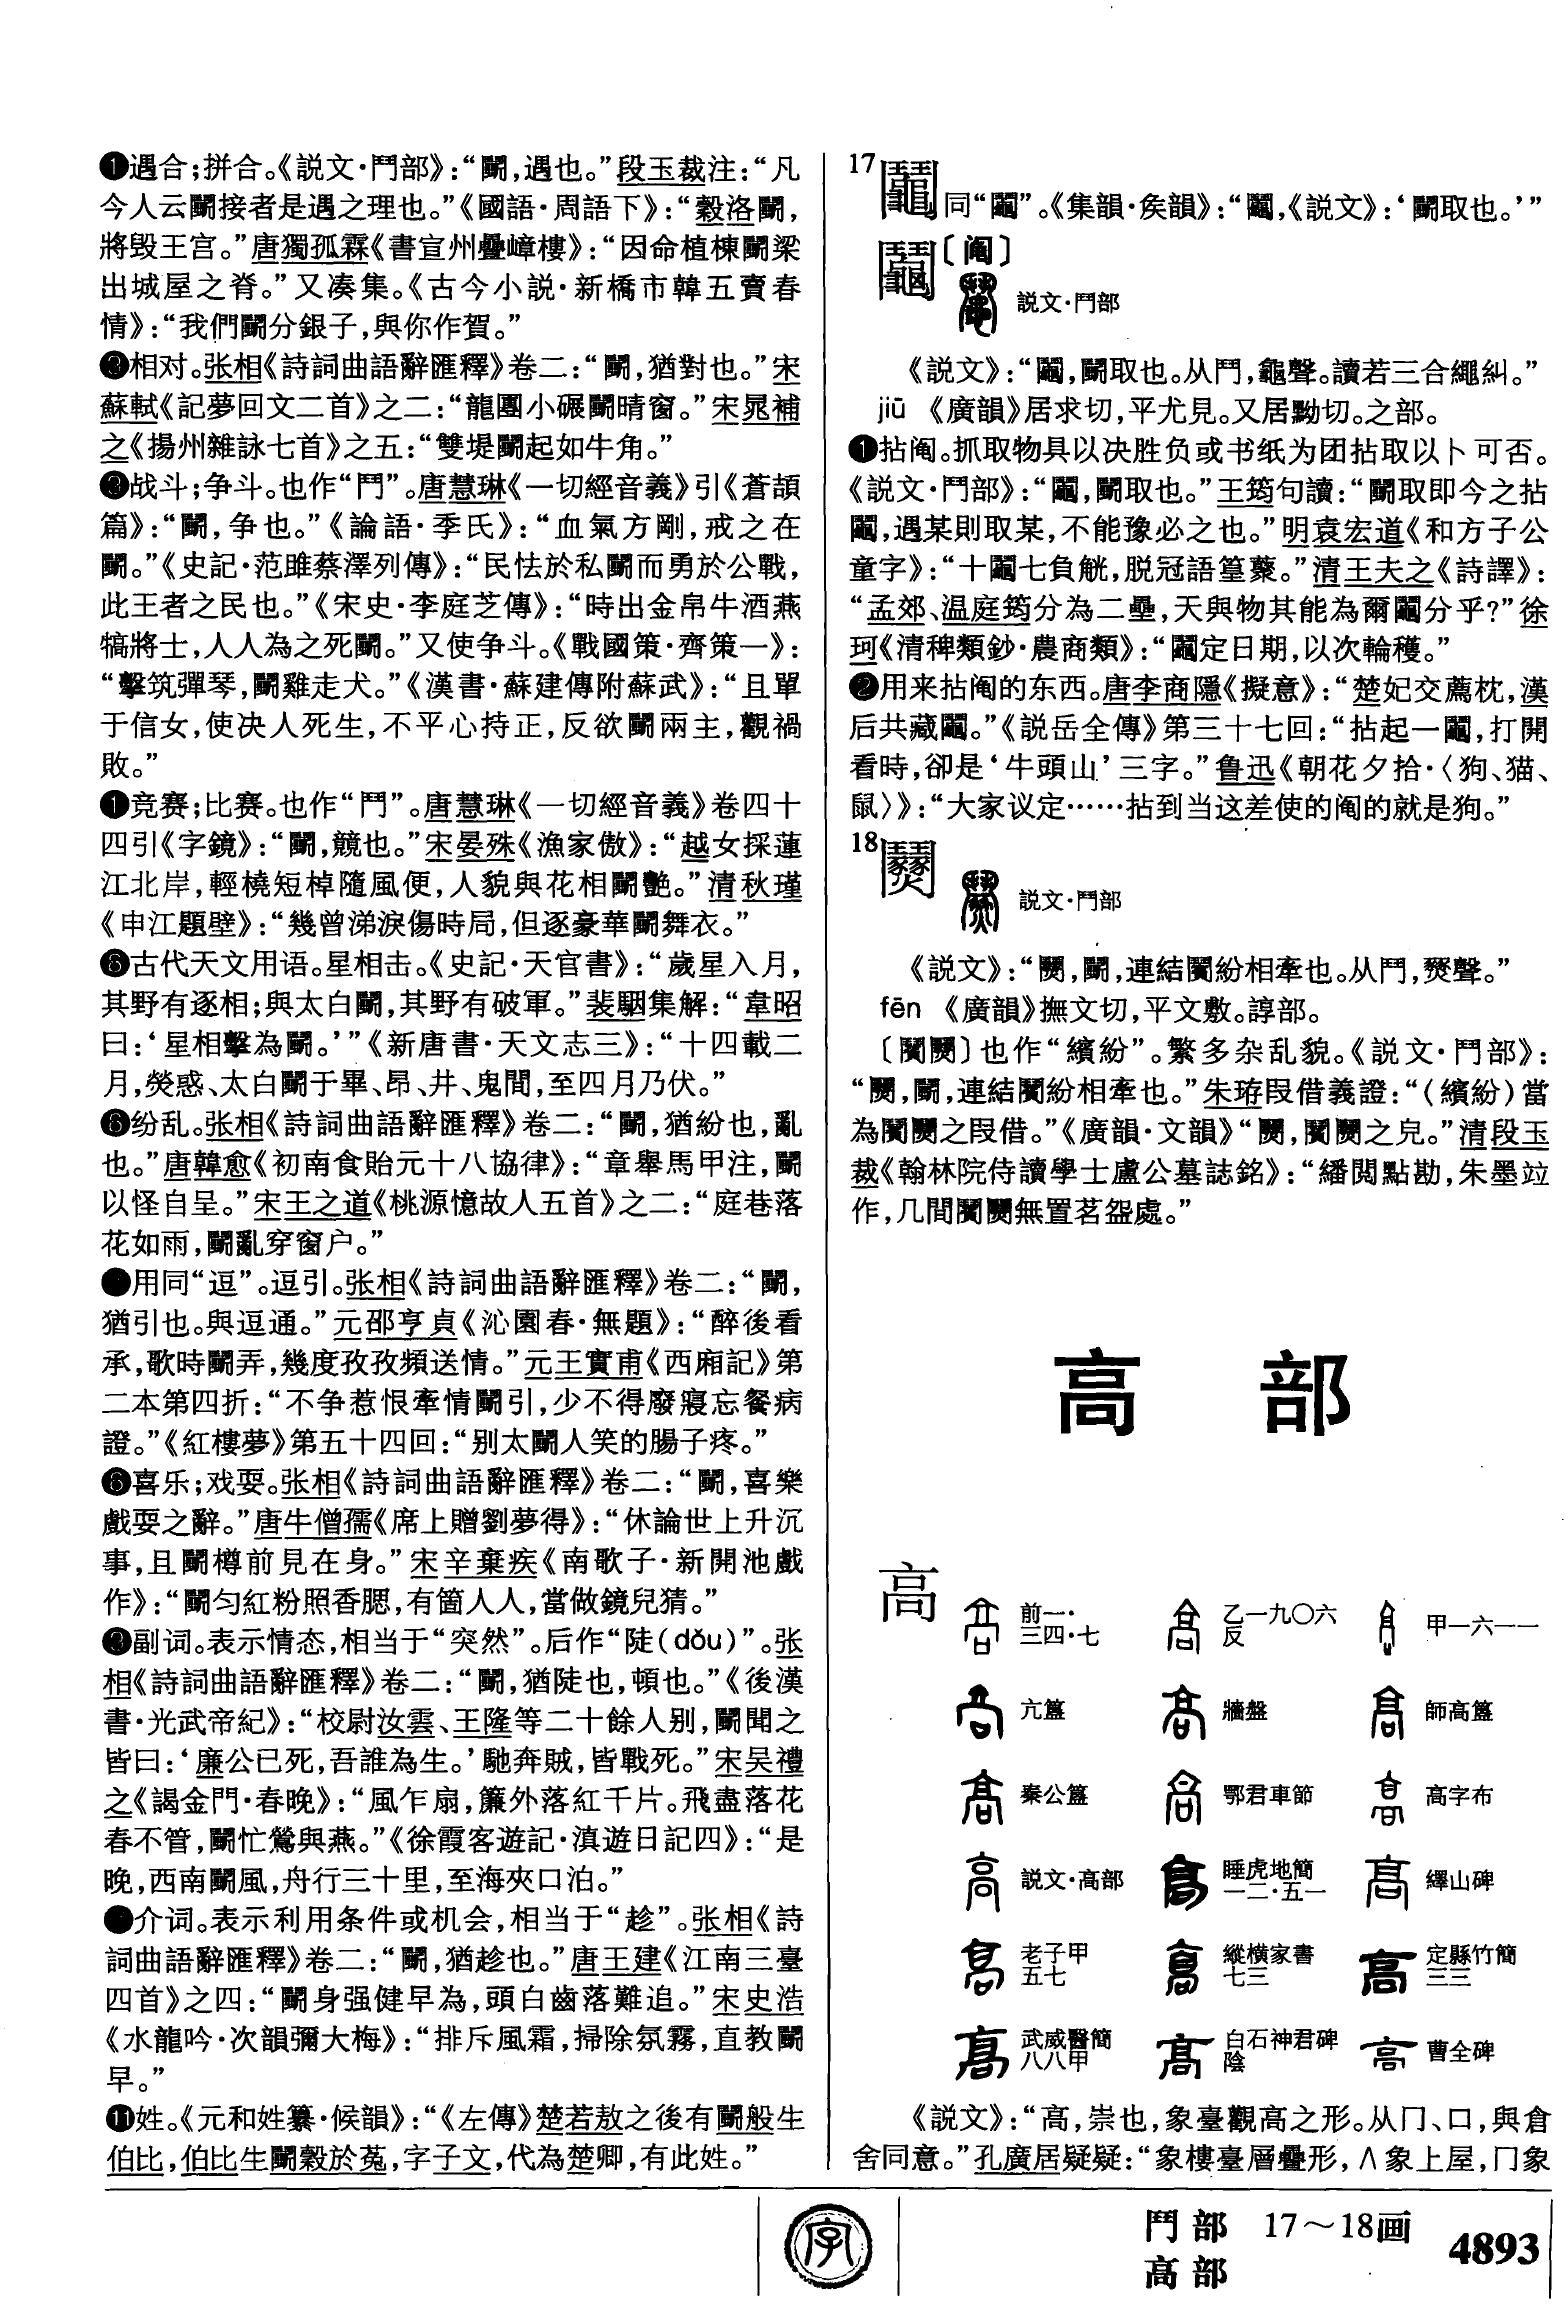 ❶遇合;拼合。《説文·鬥部》:“鬭,遇也。”段玉裁注:“凡
今人云鬭接者是遇之理也。”《國語·周語下》:“穀洛鬭,
將毁王宫。”唐獨孤霖《書宣州疊嶂樓》:“因命植棟鬭梁
出城屋之脊。”又凑集。《古今小説·新橋市韓五賣春
情》:“我們鬭分銀子,與你作賀。”
相对。张相《詩詞曲語辭匯釋》卷二:“鬭,猶對也。”宋
蘇軾《記夢回文二首》之二:“龍團小碾鬭晴窗。”宋晁補
之《揚州雜詠七首》之五:“雙堤鬭起如牛角。”
❸战斗;争斗。也作“鬥”。唐慧琳《一切經音義》引《蒼頡
篇》:“鬭,争也。”《論語·季氏》:“血氣方剛,戒之在
鬭。”《史記·范雎蔡澤列傳》:“民怯於私鬭而勇於公戰,
此王者之民也。”《宋史·李庭芝傳》:“時出金帛牛酒燕
犒將士,人人為之死鬭。”又使争斗。《戰國策·齊策一》:
“擊筑彈琴,鬭雞走犬。”《漢書·蘇建傳附蘇武》:“且單
于信女,使决人死生,不平心持正,反欲鬭兩主,觀禍
敗。”
竞赛;比赛。也作“鬥”。唐慧琳《一切經音義》卷四十
四引《字鏡》:“鬭,競也。”宋晏殊《漁家傲》:“越女採蓮
江北岸,輕橈短棹隨風便,人貌與花相鬭艷。”清秋瑾
《申江題壁》:“幾曾涕淚傷時局,但逐豪華鬭舞衣。”
古代天文用语。星相击。《史記·天官書》:“歲星入月,
其野有逐相;與太白鬭,其野有破軍。”裴駰集解:“韋昭
曰:‘星相擊為鬭。’”《新唐書·天文志三》:“十四載二
月,熒惑、太白鬭于畢、昂、井、鬼間,至四月乃伏。”
❻纷乱。张相《詩詞曲語辭匯釋》卷二:“鬭,猶紛也,亂
也。”唐韓愈《初南食貽元十八協律》:“章舉馬甲注,鬭
以怪自呈。”宋王之道《桃源憶故人五首》之二:“庭巷落
花如雨,鬭亂穿窗户。”
用同“逗”。逗引。张相《詩詞曲語辭匯釋》卷二:“鬭,
猶引也。與逗通。”元邵亨貞《沁園春·無題》:“醉後看
承,歌時鬭弄,幾度孜孜頻送情。”元王實甫《西廂記》第
二本第四折:“不争惹恨牽情鬭引,少不得廢寢忘餐病
證。”《紅樓夢》第五十四回:“别太鬭人笑的腸子疼。”
喜乐;戏耍。张相《詩詞曲語辭匯釋》卷二:“鬭,喜樂
戲耍之辭。”唐牛僧孺《席上贈劉夢得》:“休論世上升沉
事,且鬭樽前見在身。”宋辛棄疾《南歌子·新開池戲
作》:“鬭匀紅粉照香腮,有箇人人,當做鏡兒猜。”
副词。表示情态,相当于“突然”。后作“陡(dǒu)”。张
相《詩詞曲語辭匯釋》卷二:“鬭,猶陡也,頓也。”《後漢
書·光武帝紀》:“校尉汝雲、王隆等二十餘人别,鬭聞之
皆曰:‘廉公已死,吾誰為生。’馳奔賊,皆戰死。”宋吴禮
之《謁金門·春晚》:“風乍扇,簾外落紅千片。飛盡落花
春不管,鬭忙鶯與燕。”《徐霞客遊記·滇遊日記四》:“是
晚,西南鬭風,舟行三十里,至海夾口泊。”
介词。表示利用条件或机会,相当于“趁”。张相《詩
詞曲語辭匯釋》卷二:“鬭,猶趁也。”唐王建《江南三臺
四首》之四:“鬭身强健早為,頭白齒落難追。”宋史浩
《水龍吟·次韻彌大梅》:“排斥風霜,掃除氛霧,直教鬭
早。”
⓫姓。《元和姓纂·候韻》:“《左傳》楚若敖之後有鬭般生
伯比,伯比生鬭穀於菟,字子文,代為楚卿,有此姓。”
17 同“鬮”。《集韻·矦韻》:“鬮,《説文》:‘鬭取也。’”
鬮〔阄〕 説文·鬥部
《説文》:“鬮,鬭取也。从鬥,龜聲。讀若三合繩糾。”
jiū 《廣韻》居求切,平尤見。又居黝切。之部。
❶拈阄。抓取物具以决胜负或书纸为团拈取以卜可否。
《説文·鬥部》:“鬮,鬭取也。”王筠句讀:“鬭取即今之拈
鬮,遇某則取某,不能豫必之也。”明袁宏道《和方子公
童字》:“十鬮七負觥,脱冠語篁藂。”清王夫之《詩譯》:
“孟郊、温庭筠分為二壘,天與物其能為爾鬮分乎?”徐
珂《清稗類鈔·農商類》:“鬮定日期,以次輪穫。”
❷用来拈阄的东西。唐李商隱《擬意》:“楚妃交薦枕,漢
后共藏鬮。”《説岳全傳》第三十七回:“拈起一鬮,打開
看時,卻是‘牛頭山’三字。”鲁迅《朝花夕拾·〈狗、猫、
鼠〉》:“大家议定……拈到当这差使的阄的就是狗。”
18 䦧 説文·鬥部
《説文》:“䦧,鬭,連結䦰紛相牽也。从鬥,燹聲。”
fēn 《廣韻》撫文切,平文敷。諄部。
〔䦰䦧〕也作“繽紛”。繁多杂乱貌。《説文·鬥部》:
“䦧,鬭,連結䦰紛相牽也。”朱珔叚借義證:“(繽紛)當
為䦰䦧之叚借。”《廣韻·文韻》“䦧,䦰䦧之皃。”清段玉
裁《翰林院侍讀學士盧公墓誌銘》:“繙閲點勘,朱墨竝
作,几間䦰䦧無置茗盌處。”
高 部
高 前一·三四·七 乙一九〇六反 甲一六一一
亢簋 牆盤 師高簋
秦公簋 鄂君車節 高字布
説文·高部 睡虎地簡一二·五一 繹山碑
老子甲五七 縱横家書七三 定縣竹簡三三
武威醫簡八八甲 白石神君碑陰 曹全碑
《説文》:“高,崇也,象臺觀高之形。从冂、口,與倉
舍同意。”孔廣居疑疑:“象樓臺層疊形,∧象上屋,冂象
字
鬥部 17～18画
高部
4893